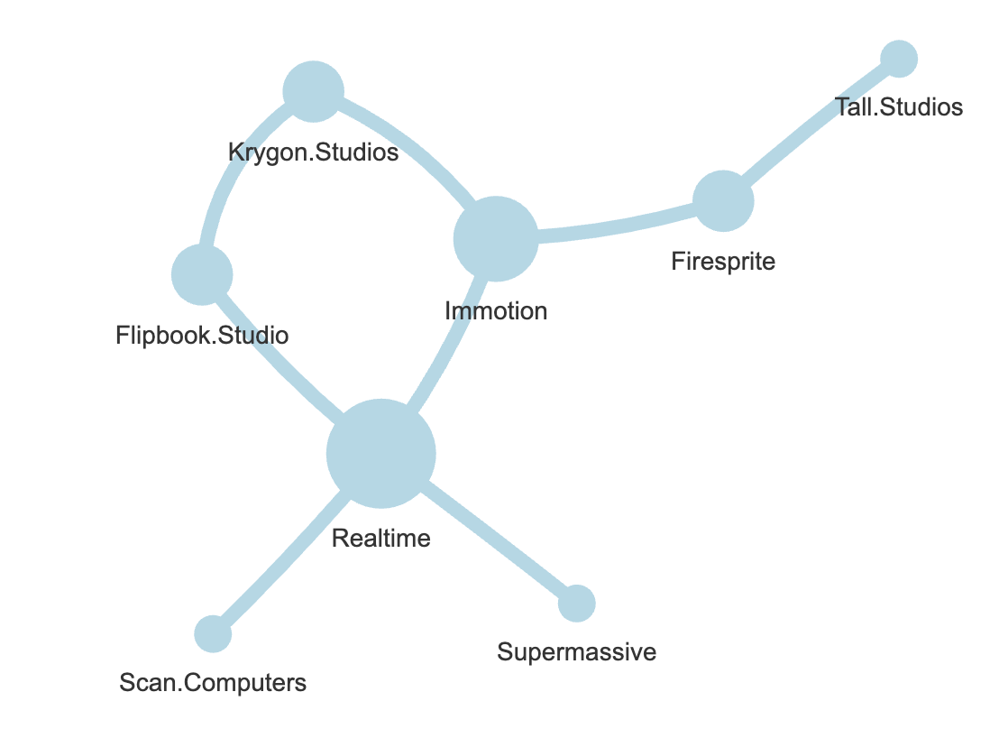 Tall.Studios
Krygon.Studios
Firesprite
Immotion
Flipbook.Studio
Realtime
Supermassive
Scan.Computers